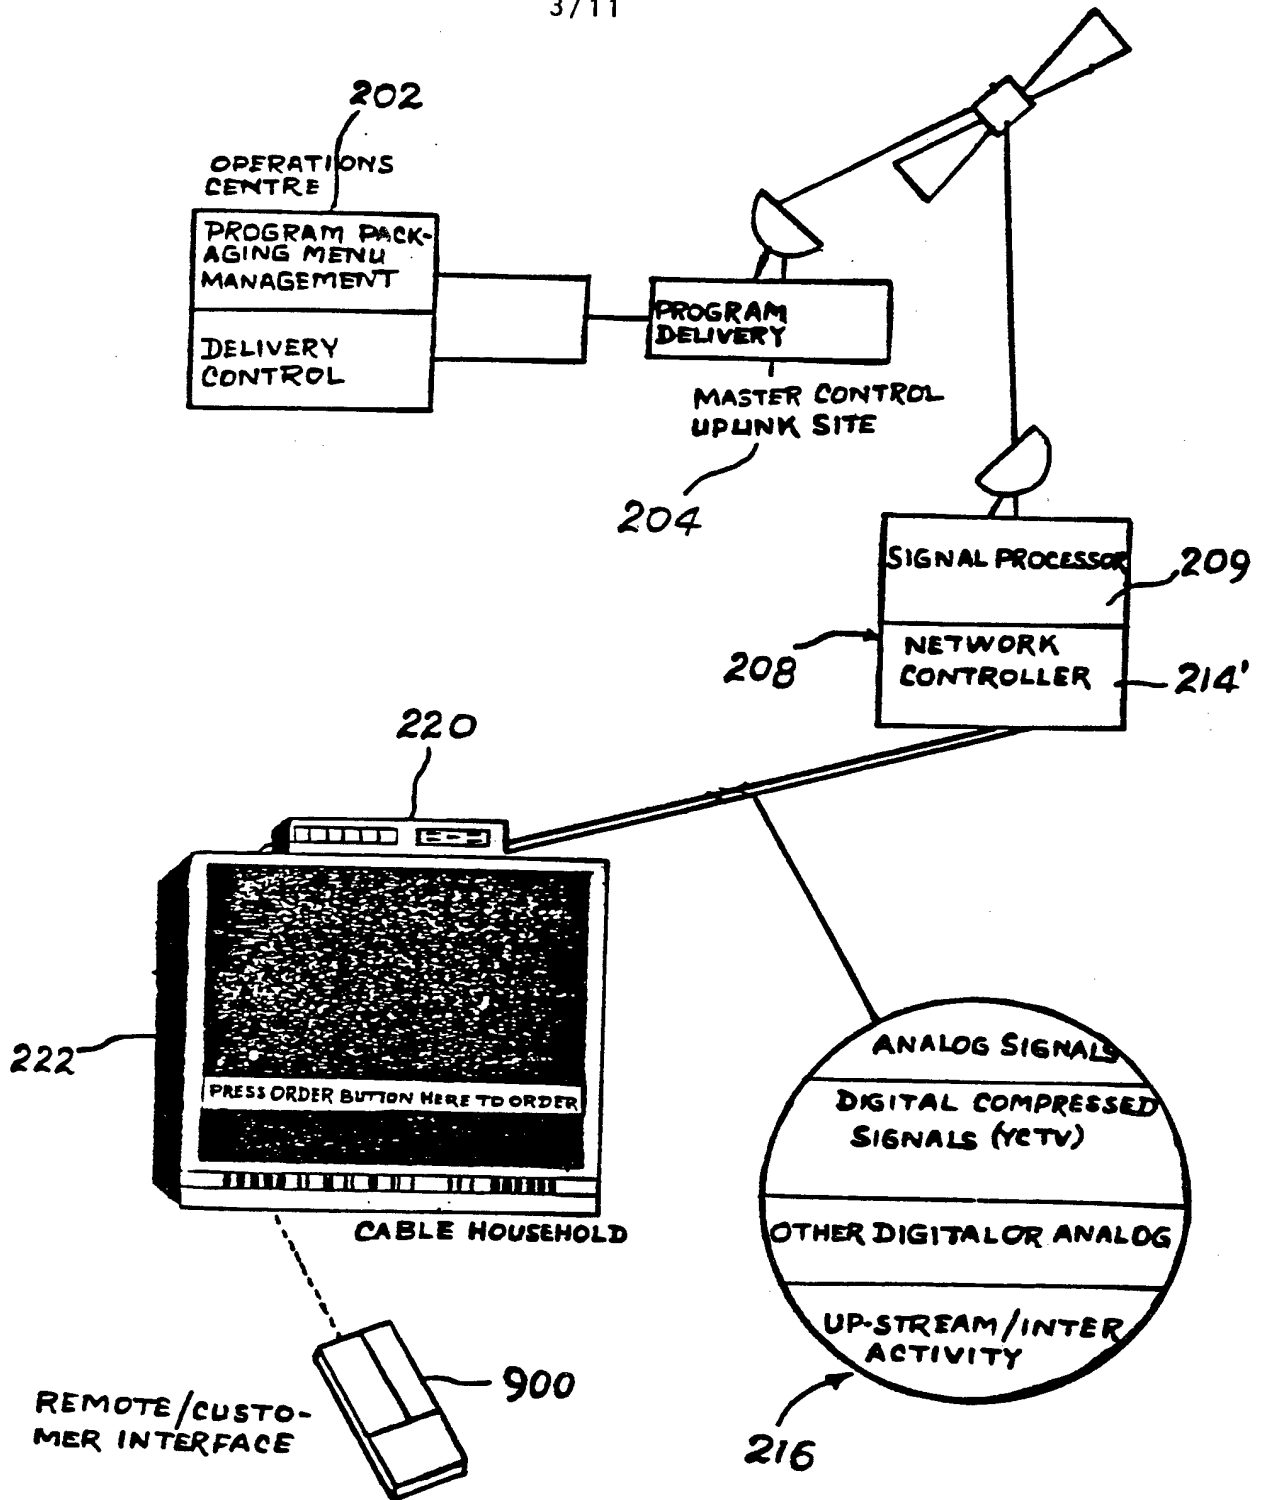 3/11
202
OPERATIONS
CENTRE
PROGRAM PACK-
AGING MENU
MANAGEMENT
DELIVERY
CONTROL
PROGRAM
DELIVERY
MASTER CONTROL
UPLINK SITE
204
SIGNAL PROCESSOR
209
208
NETWORK
CONTROLLER
214'
220
222
PRESS ORDER BUTTON HERE TO ORDER
CABLE HOUSEHOLD
ANALOG SIGNALS
DIGITAL COMPRESSED
SIGNALS (YCTV)
OTHER DIGITAL OR ANALOG
UP-STREAM/INTER
ACTIVITY
216
900
REMOTE/CUSTO-
MER INTERFACE